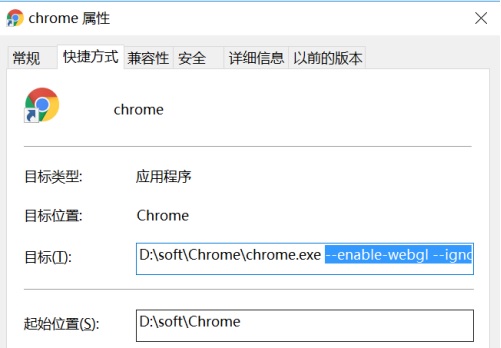 chrome 属性
常规 快捷方式 兼容性 安全 详细信息 以前的版本
chrome
目标类型: 应用程序
目标位置: Chrome
目标(T): D:\soft\Chrome\chrome.exe --enable-webgl --igno
起始位置(S): D:\soft\Chrome